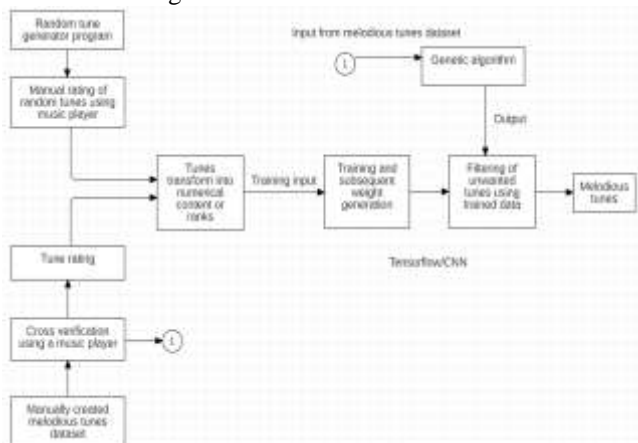 Random tune
generator program
Manual rating of
random tunes using
music player
Input from melodious tunes dataset
1
Genetic algorithm
Output
Tunes
transform into
numerical
content or
ranks
Training input
Training and
subsequent
weight
generation
Filtering of
unwanted
tunes using
trained data
Melodious
tunes
Tensorflow/CNN
Tune rating
Cross verification
using a music player
1
Manually created
melodious tunes
dataset